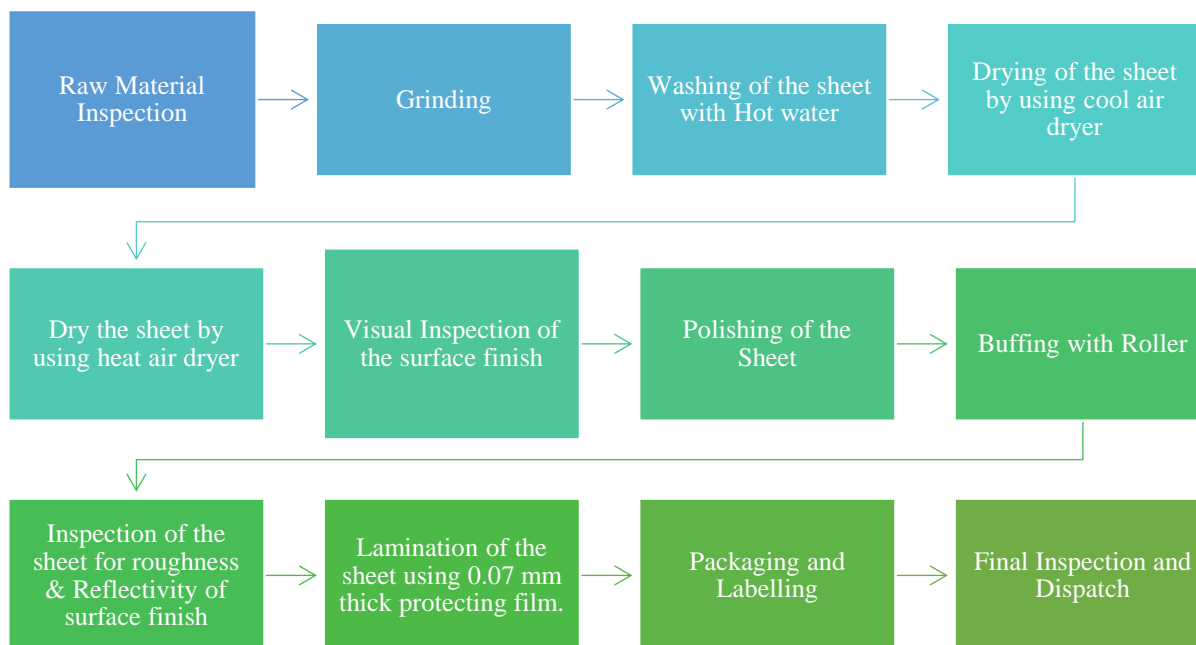 Raw Material
Inspection
Grinding
Washing of the sheet
with Hot water
Drying of the sheet
by using cool air
dryer
Dry the sheet by
using heat air dryer
Visual Inspection of
the surface finish
Polishing of the
Sheet
Buffing with Roller
Inspection of the
sheet for roughness
& Reflectivity of
surface finish
Lamination of the
sheet using 0.07 mm
thick protecting film.
Packaging and
Labelling
Final Inspection and
Dispatch